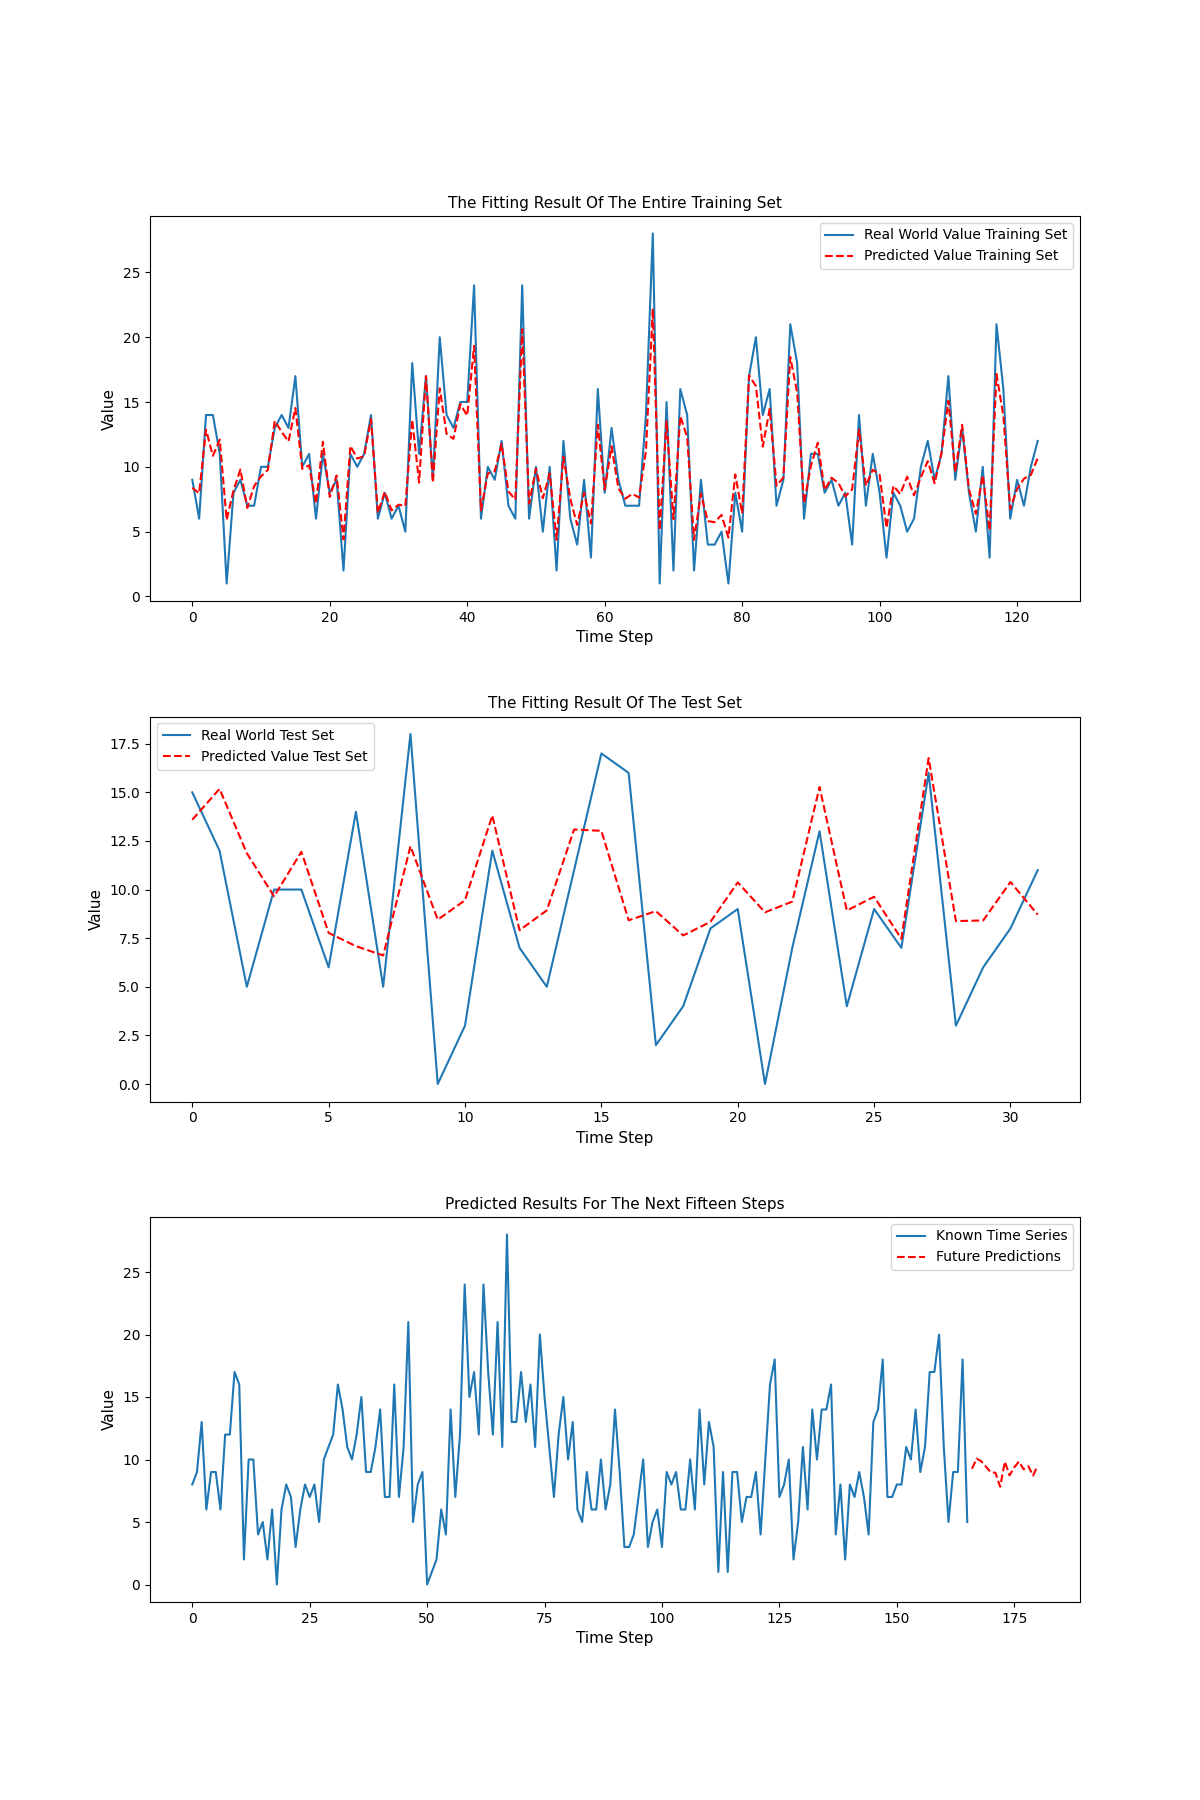 The Fitting Result Of The Entire Training Set
Real World Value Training Set
Predicted Value Training Set
Value
25
20
15
10
5
0
0 20 40 60 80 100 120
Time Step
The Fitting Result Of The Test Set
Real World Test Set
Predicted Value Test Set
Value
17.5
15.0
12.5
10.0
7.5
5.0
2.5
0.0
0 5 10 15 20 25 30
Time Step
Predicted Results For The Next Fifteen Steps
Known Time Series
Future Predictions
Value
25
20
15
10
5
0
0 25 50 75 100 125 150 175
Time Step